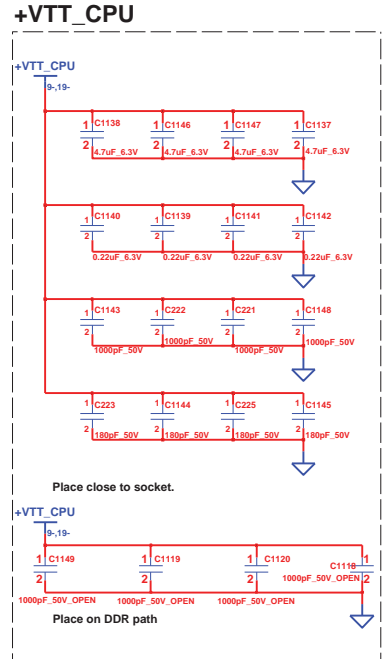 +VTT_CPU
+VTT_CPU
9-,19-
1 C1138 1 C1146 1 C1147 1 C1137
2 2 2 2
4.7uF_6.3V 4.7uF_6.3V 4.7uF_6.3V 4.7uF_6.3V
1 C1140 1 C1139 1 C1141 1 C1142
2 2 2 2
0.22uF_6.3V 0.22uF_6.3V 0.22uF_6.3V 0.22uF_6.3V
1 C1143 1 C222 1 C221 1 C1148
2 2 2 2
1000pF_50V 1000pF_50V 1000pF_50V 1000pF_50V
1 C223 1 C1144 1 C225 1 C1145
2 2 2 2
180pF_50V 180pF_50V 180pF_50V 180pF_50V
Place close to socket.
+VTT_CPU
9-,19-
1 C1149 1 C1119 1 C1120 C1118 1
2 2 2 1000pF_50V_OPEN 2
1000pF_50V_OPEN 1000pF_50V_OPEN 1000pF_50V_OPEN
Place on DDR path